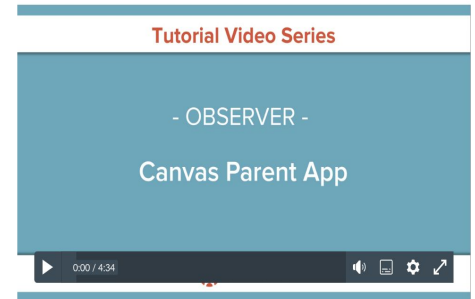 Tutorial Video Series
- OBSERVER -
Canvas Parent App
0:00 / 4:34